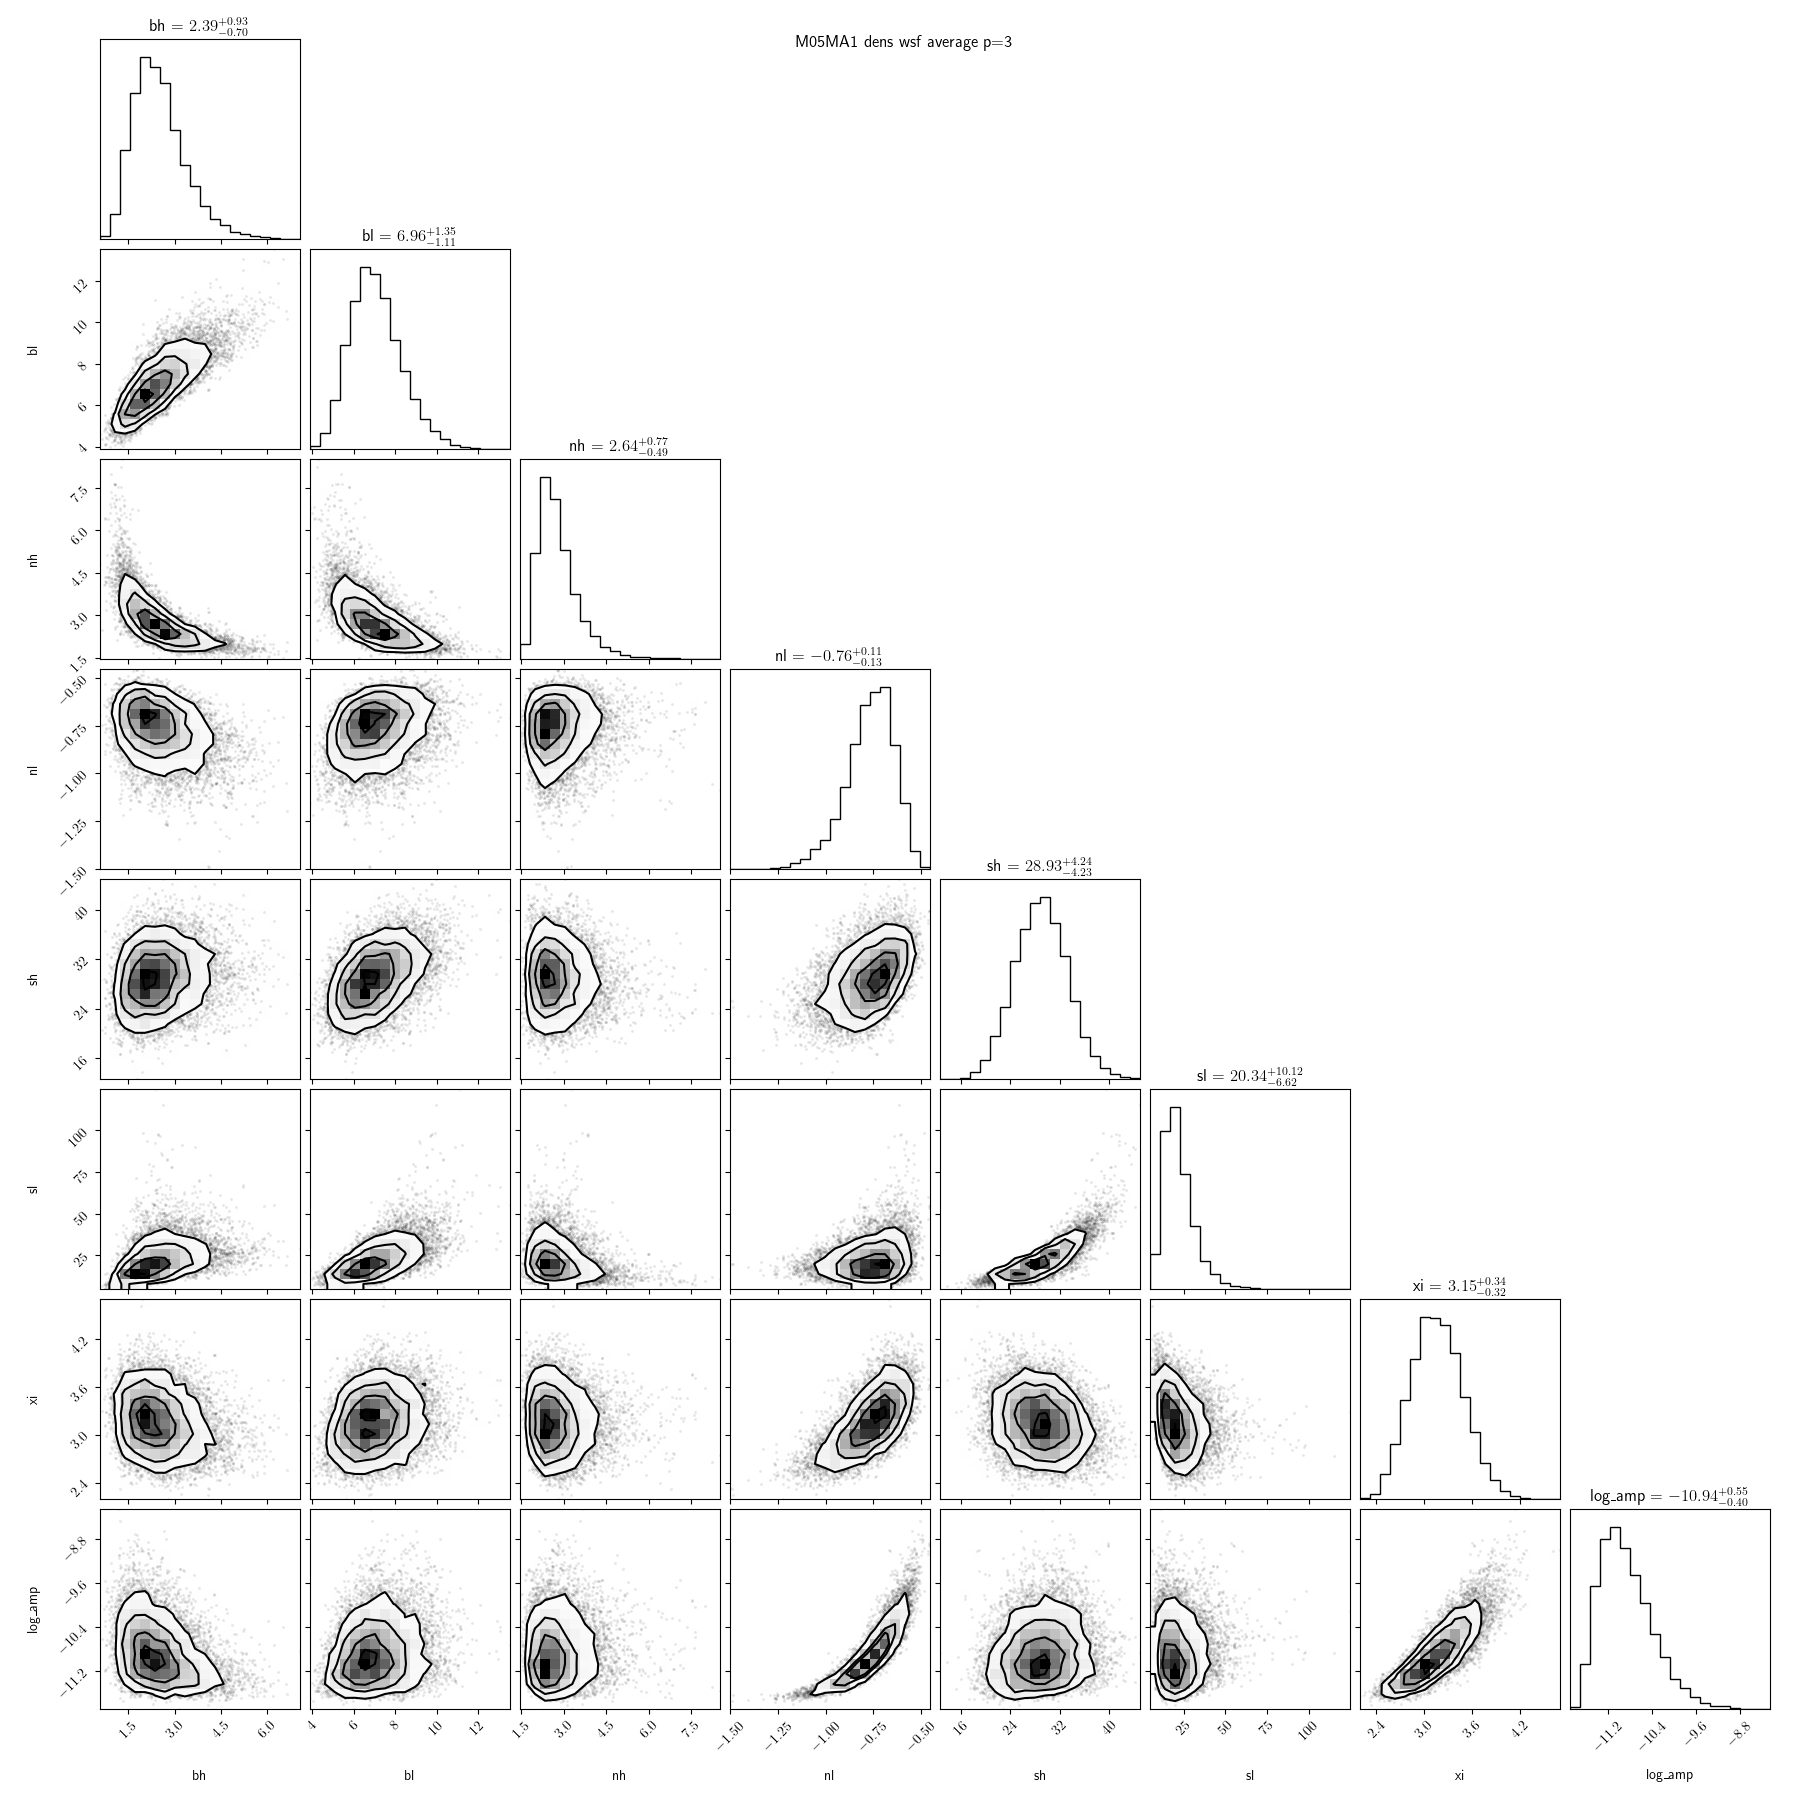 M05MA1 dens wsf average p=3
bh = 2.39+0.93−0.70
bl = 6.96+1.35−1.11
nh = 2.64+0.77−0.49
nl = −0.76+0.11−0.13
sh = 28.93+4.24−4.23
sl = 20.34+10.12−6.62
xi = 3.15+0.34−0.32
log_amp = −10.94+0.55−0.40
bl
12
10
8
6
4
nh
7.5
6.0
4.5
3.0
1.5
nl
−0.50
−0.75
−1.00
−1.25
−1.50
sh
40
32
24
16
sl
100
75
50
25
xi
4.2
3.6
3.0
2.4
log_amp
−8.8
−9.6
−10.4
−11.2
1.5 3.0 4.5 6.0
4 6 8 10 12
1.5 3.0 4.5 6.0 7.5
−1.50 −1.25 −1.00 −0.75 −0.50
16 24 32 40
25 50 75 100
2.4 3.0 3.6 4.2
−11.2 −10.4 −9.6 −8.8
bh bl nh nl sh sl xi log_amp